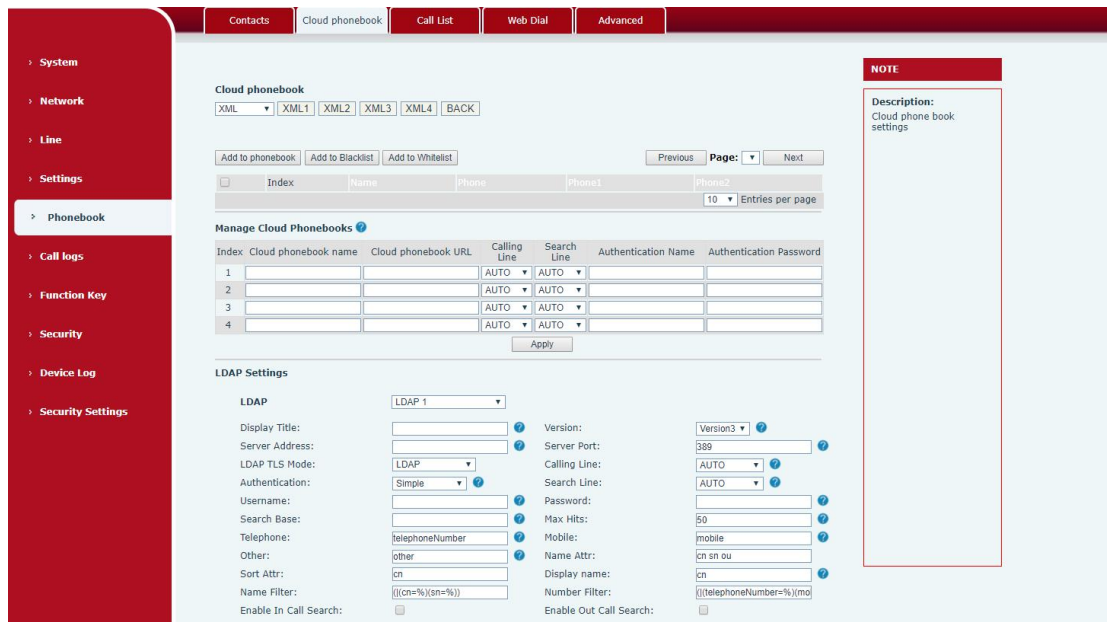 Contacts Cloud phonebook Call List Web Dial Advanced
› System
› Network
› Line
› Settings
› Phonebook
› Call logs
› Function Key
› Security
› Device Log
› Security Settings
Cloud phonebook
XML XML1 XML2 XML3 XML4 BACK
Add to phonebook Add to Blacklist Add to Whitelist Previous Page: Next
Index Name Phone Phone1 Phone2
10 Entries per page
Manage Cloud Phonebooks ?
Index Cloud phonebook name Cloud phonebook URL Calling Line Search Line Authentication Name Authentication Password
1 AUTO AUTO
2 AUTO AUTO
3 AUTO AUTO
4 AUTO AUTO
Apply
LDAP Settings
LDAP LDAP 1
Display Title: ? Version: Version3 ?
Server Address: ? Server Port: 389 ?
LDAP TLS Mode: LDAP Calling Line: AUTO ?
Authentication: Simple ? Search Line: AUTO ?
Username: ? Password: ?
Search Base: ? Max Hits: 50 ?
Telephone: telephoneNumber ? Mobile: mobile ?
Other: other ? Name Attr: cn sn ou
Sort Attr: cn Display name: cn ?
Name Filter: (|(cn=%)(sn=%)) Number Filter: (|(telephoneNumber=%)(mo
Enable In Call Search: Enable Out Call Search:
NOTE
Description:
Cloud phone book
settings